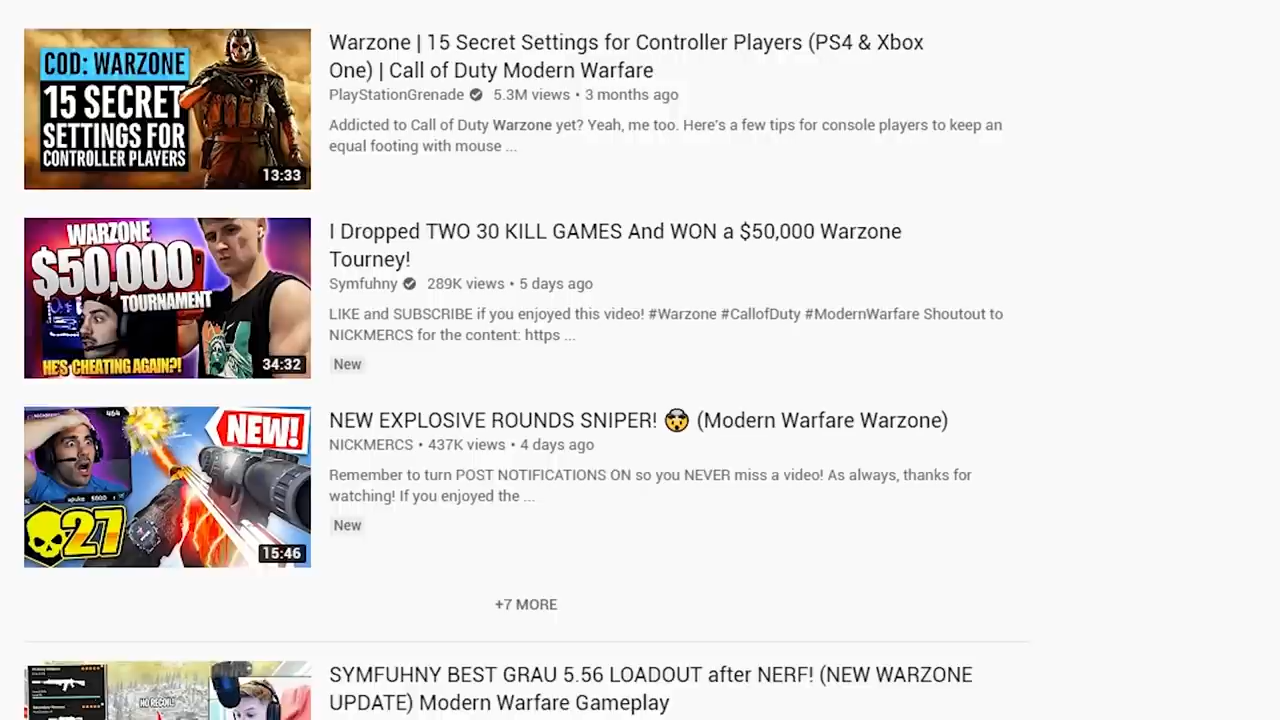 COD: WARZONE
15 SECRET
SETTINGS FOR
CONTROLLER PLAYERS
13:33
Warzone | 15 Secret Settings for Controller Players (PS4 & Xbox
One) | Call of Duty Modern Warfare
PlayStationGrenade 5.3M views • 3 months ago
Addicted to Call of Duty Warzone yet? Yeah, me too. Here's a few tips for console players to keep an
equal footing with mouse ...
WARZONE
$50,000
TOURNAMENT
HE'S CHEATING AGAIN?!
34:32
I Dropped TWO 30 KILL GAMES And WON a $50,000 Warzone
Tourney!
Symfuhny 289K views • 5 days ago
LIKE and SUBSCRIBE if you enjoyed this video! #Warzone #CallofDuty #ModernWarfare Shoutout to
NICKMERCS for the content: https ...
New
NEW!
27
15:46
NEW EXPLOSIVE ROUNDS SNIPER! 🤯 (Modern Warfare Warzone)
NICKMERCS • 437K views • 4 days ago
Remember to turn POST NOTIFICATIONS ON so you NEVER miss a video! As always, thanks for
watching! If you enjoyed the ...
New
+7 MORE
NO RECOIL!
SYMFUHNY BEST GRAU 5.56 LOADOUT after NERF! (NEW WARZONE
UPDATE) Modern Warfare Gameplay